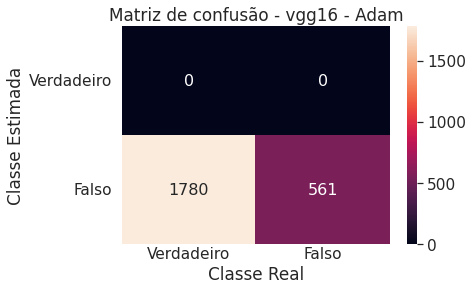 Matriz de confusão - vgg16 - Adam
Classe Estimada
Verdadeiro
0 0
Falso
1780 561
Verdadeiro Falso
Classe Real
1500
1000
500
0